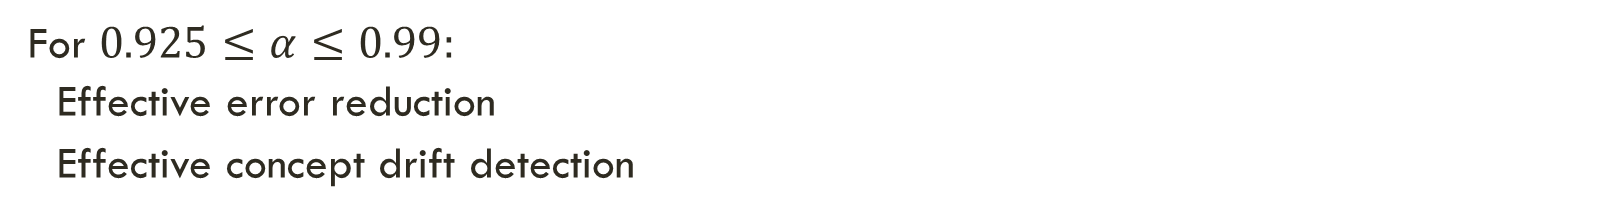 For 0.925 ≤ α ≤ 0.99:
Effective error reduction
Effective concept drift detection